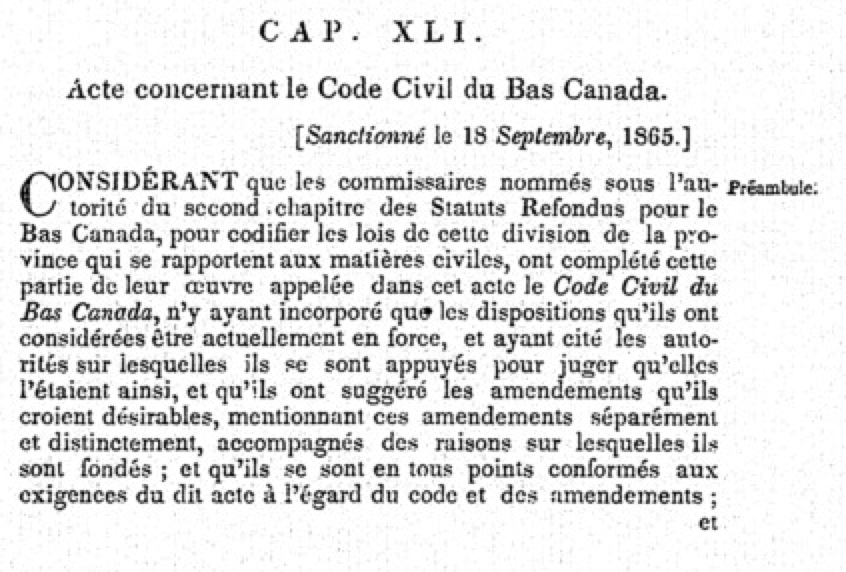 CAP. XLI.
Acte concernant le Code Civil du Bas Canada.
[Sanctionné le 18 Septembre, 1865.]
CONSIDÉRANT que les commissaires nommés sous l'au- Préambule.
torité du second chapitre des Statuts Refondus pour le
Bas Canada, pour codifier les lois de cette division de la pro-
vince qui se rapportent aux matières civiles, ont complété cette
partie de leur œuvre appelée dans cet acte le Code Civil du
Bas Canada, n'y ayant incorporé que les dispositions qu'ils ont
considérées être actuellement en force, et ayant cité les auto-
rités sur lesquelles ils se sont appuyés pour juger qu'elles
l'étaient ainsi, et qu'ils ont suggéré les amendements qu'ils
croient désirables, mentionnant ces amendements séparément
et distinctement, accompagnés des raisons sur lesquelles ils
sont fondés ; et qu'ils se sont en tous points conformés aux
exigences du dit acte à l'égard du code et des amendements ;
et